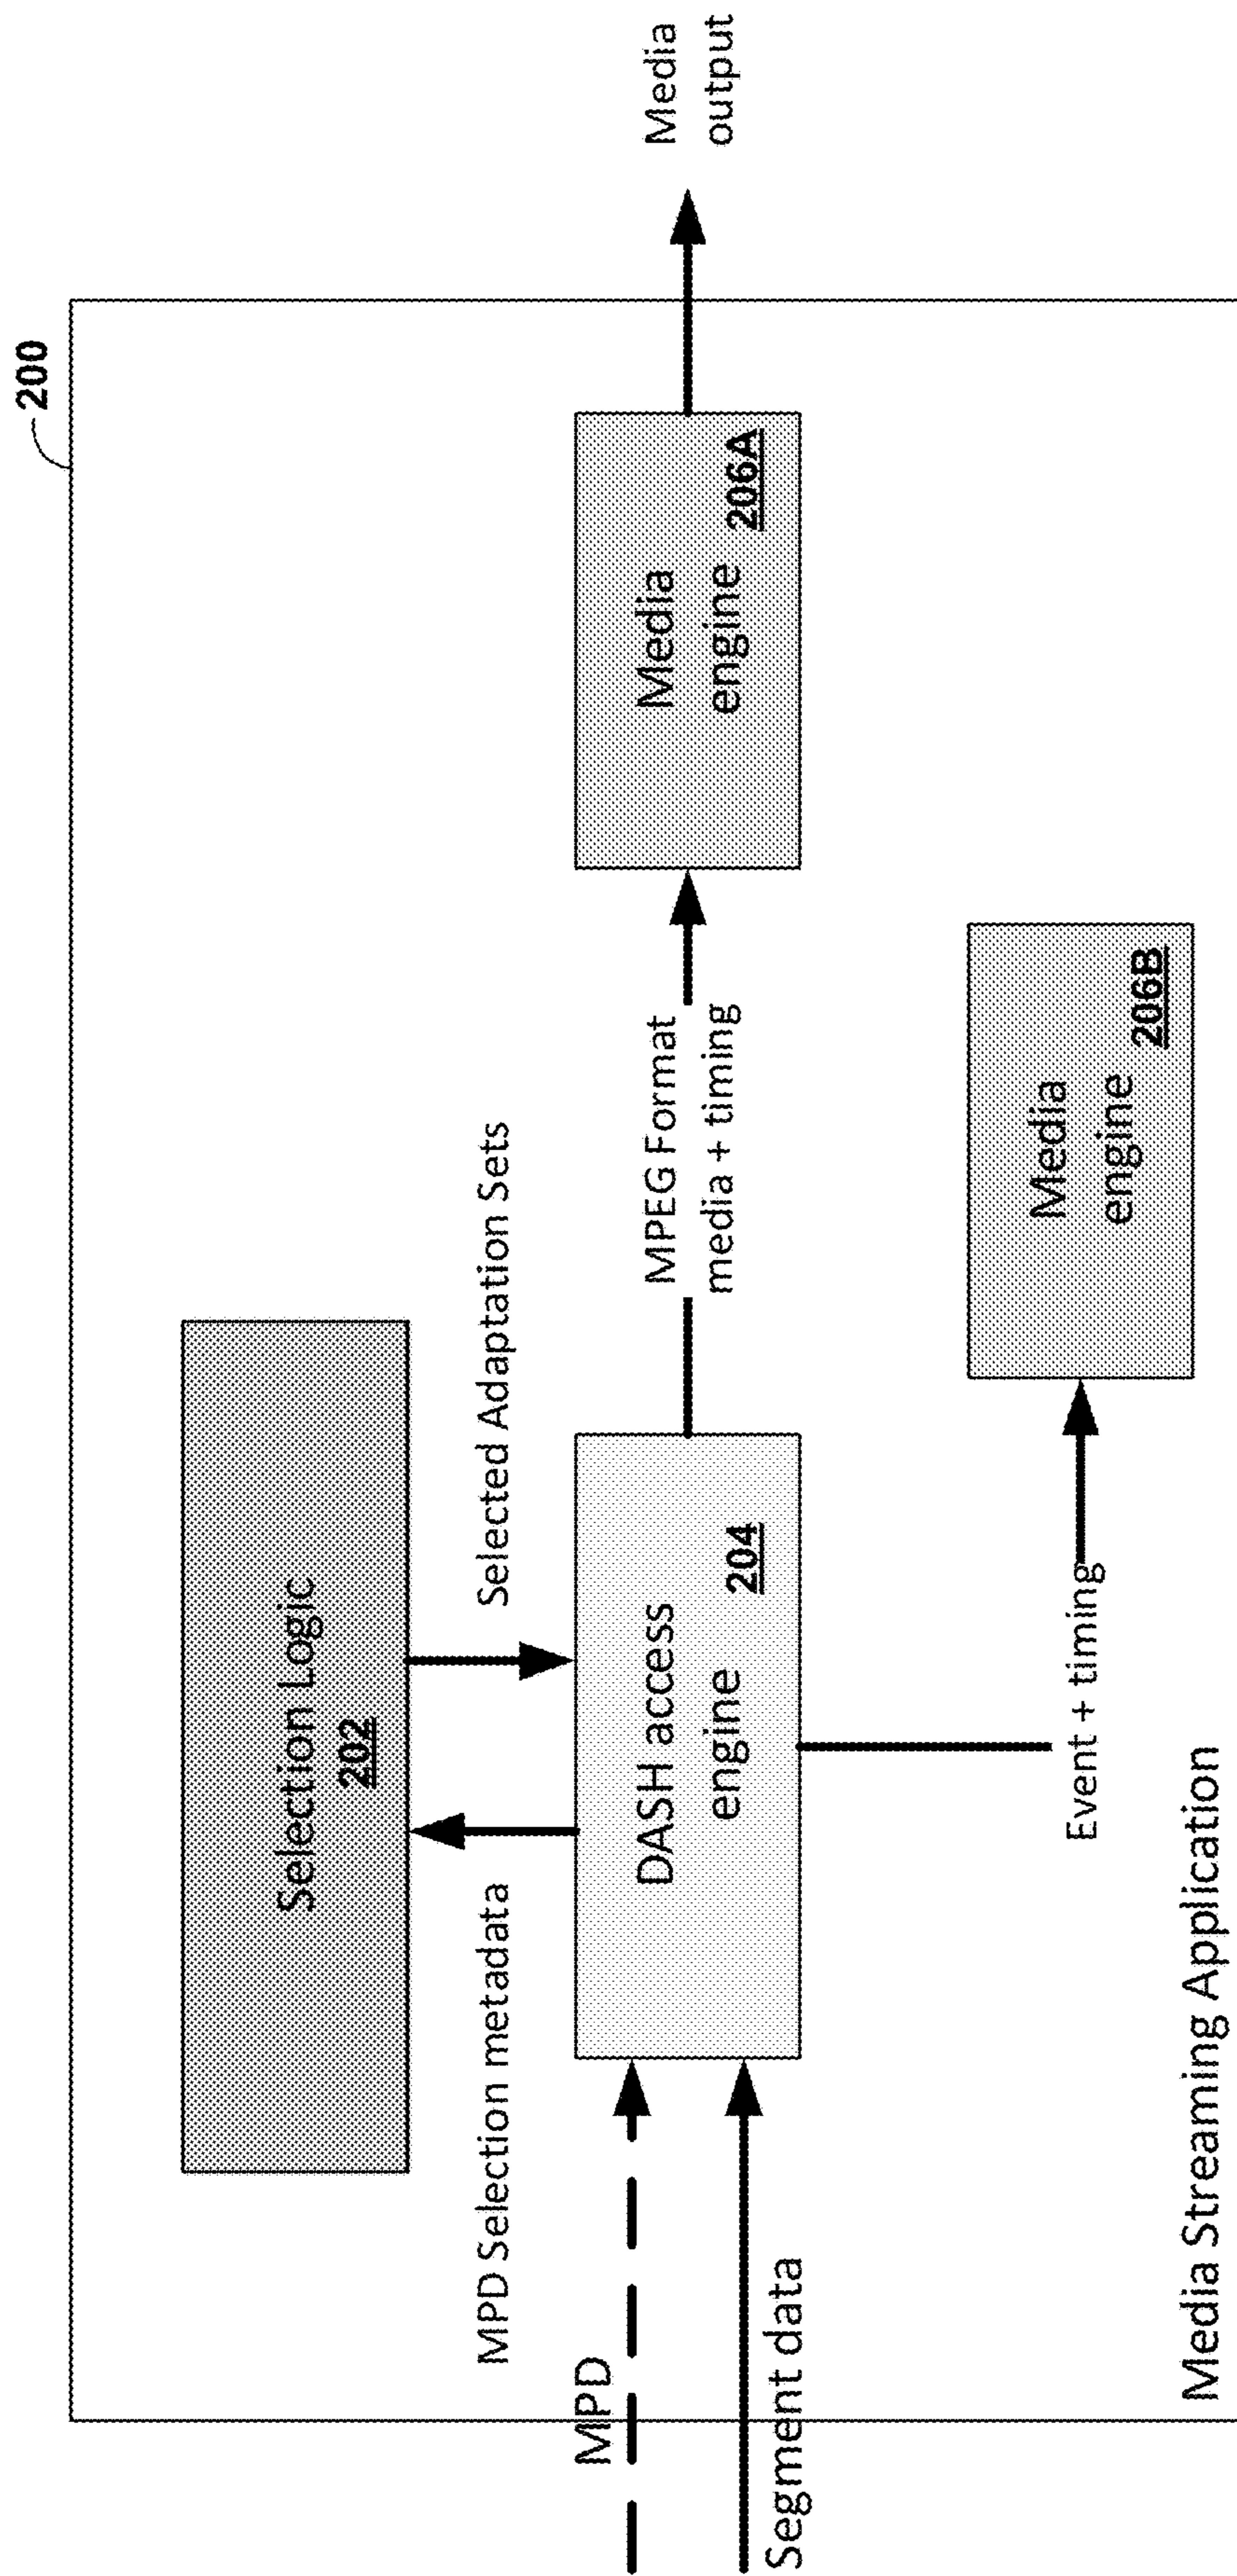 200
Selection Logic
202
MPD Selection metadata
Selected Adaptation Sets
MPD
Segment data
DASH access
engine
204
MPEG Format
media + timing
Media
engine
206A
Media
output
Event + timing
Media
engine
206B
Media Streaming Application